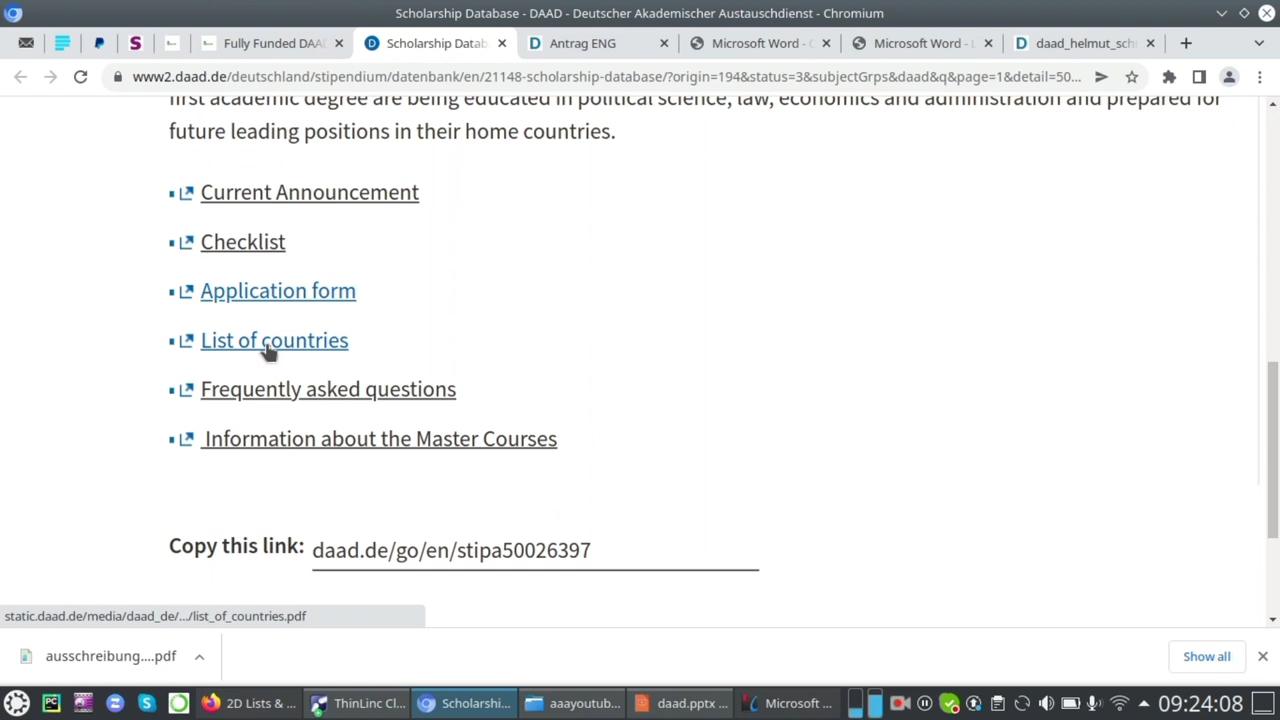 Scholarship Database - DAAD - Deutscher Akademischer Austauschdienst - Chromium
Fully Funded DAA
Scholarship Datab
Antrag ENG
Microsoft Word - C
Microsoft Word - L
daad_helmut_sch
www2.daad.de/deutschland/stipendium/datenbank/en/21148-scholarship-database/?origin=194&status=3&subjectGrps&daad&q&page=1&detail=50...
first academic degree are being educated in political science, law, economics and administration and prepared for
future leading positions in their home countries.
Current Announcement
Checklist
Application form
List of countries
Frequently asked questions
Information about the Master Courses
Copy this link: daad.de/go/en/stipa50026397
static.daad.de/media/daad_de/.../list_of_countries.pdf
ausschreibung....pdf
Show all
2D Lists & ...
ThinLinc Cl...
Scholarshi...
aaayoutub...
daad.pptx ...
Microsoft ...
09:24:08